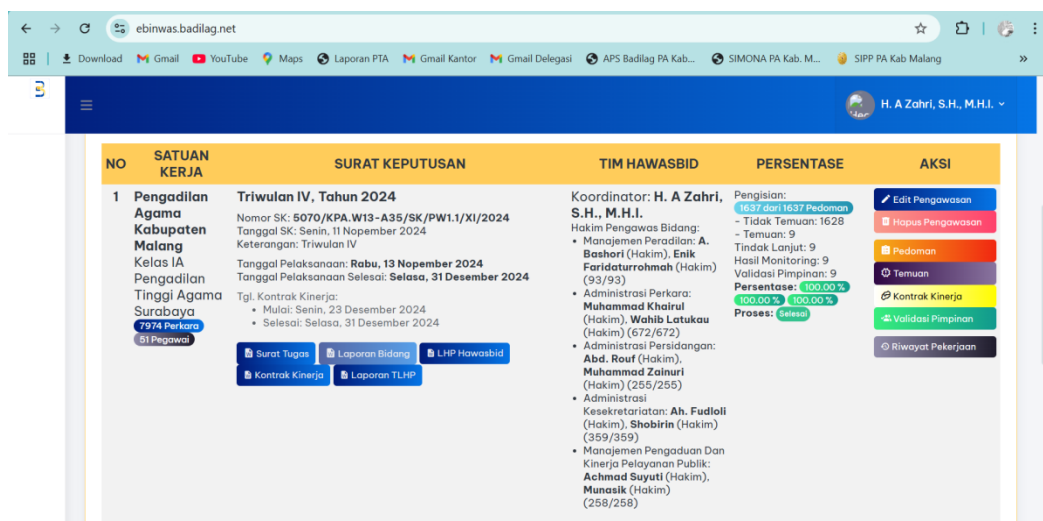 ebinwas.badilag.net
Download Gmail YouTube Maps Laporan PTA Gmail Kantor Gmail Delegasi APS Badilag PA Kab... SIMONA PA Kab. M... SIPP PA Kab Malang »
H. A Zahri, S.H., M.H.I.
NO SATUAN KERJA SURAT KEPUTUSAN TIM HAWASBID PERSENTASE AKSI
1
Pengadilan
Agama
Kabupaten
Malang
Kelas IA
Pengadilan
Tinggi Agama
Surabaya
7974 Perkara
51 Pegawai
Triwulan IV, Tahun 2024
Nomor SK: 5070/KPA.W13-A35/SK/PW1.1/XI/2024
Tanggal SK: Senin, 11 Nopember 2024
Keterangan: Triwulan IV
Tanggal Pelaksanaan: Rabu, 13 Nopember 2024
Tanggal Pelaksanaan Selesai: Selasa, 31 Desember 2024
Tgl. Kontrak Kinerja:
• Mulai: Senin, 23 Desember 2024
• Selesai: Selasa, 31 Desember 2024
Surat Tugas Laporan Bidang LHP Hawasbid
Kontrak Kinerja Laporan TLHP
Koordinator: H. A Zahri,
S.H., M.H.I.
Hakim Pengawas Bidang:
• Manajemen Peradilan: A.
Bashori (Hakim), Enik
Faridaturrohmah (Hakim)
(93/93)
• Administrasi Perkara:
Muhammad Khairul
(Hakim), Wahib Latukau
(Hakim) (672/672)
• Administrasi Persidangan:
Abd. Rouf (Hakim),
Muhammad Zainuri
(Hakim) (255/255)
• Administrasi
Kesekretariatan: Ah. Fudloli
(Hakim), Shobirin (Hakim)
(359/359)
• Manajemen Pengaduan Dan
Kinerja Pelayanan Publik:
Achmad Suyuti (Hakim),
Munasik (Hakim)
(258/258)
Pengisian:
1637 dari 1637 Pedoman
- Tidak Temuan: 1628
- Temuan: 9
Tindak Lanjut: 9
Hasil Monitoring: 9
Validasi Pimpinan: 9
Persentase: 100.00 %
100.00 % 100.00 %
Proses: Selesai
Edit Pengawasan
Hapus Pengawasan
Pedoman
Temuan
Kontrak Kinerja
Validasi Pimpinan
Riwayat Pekerjaan